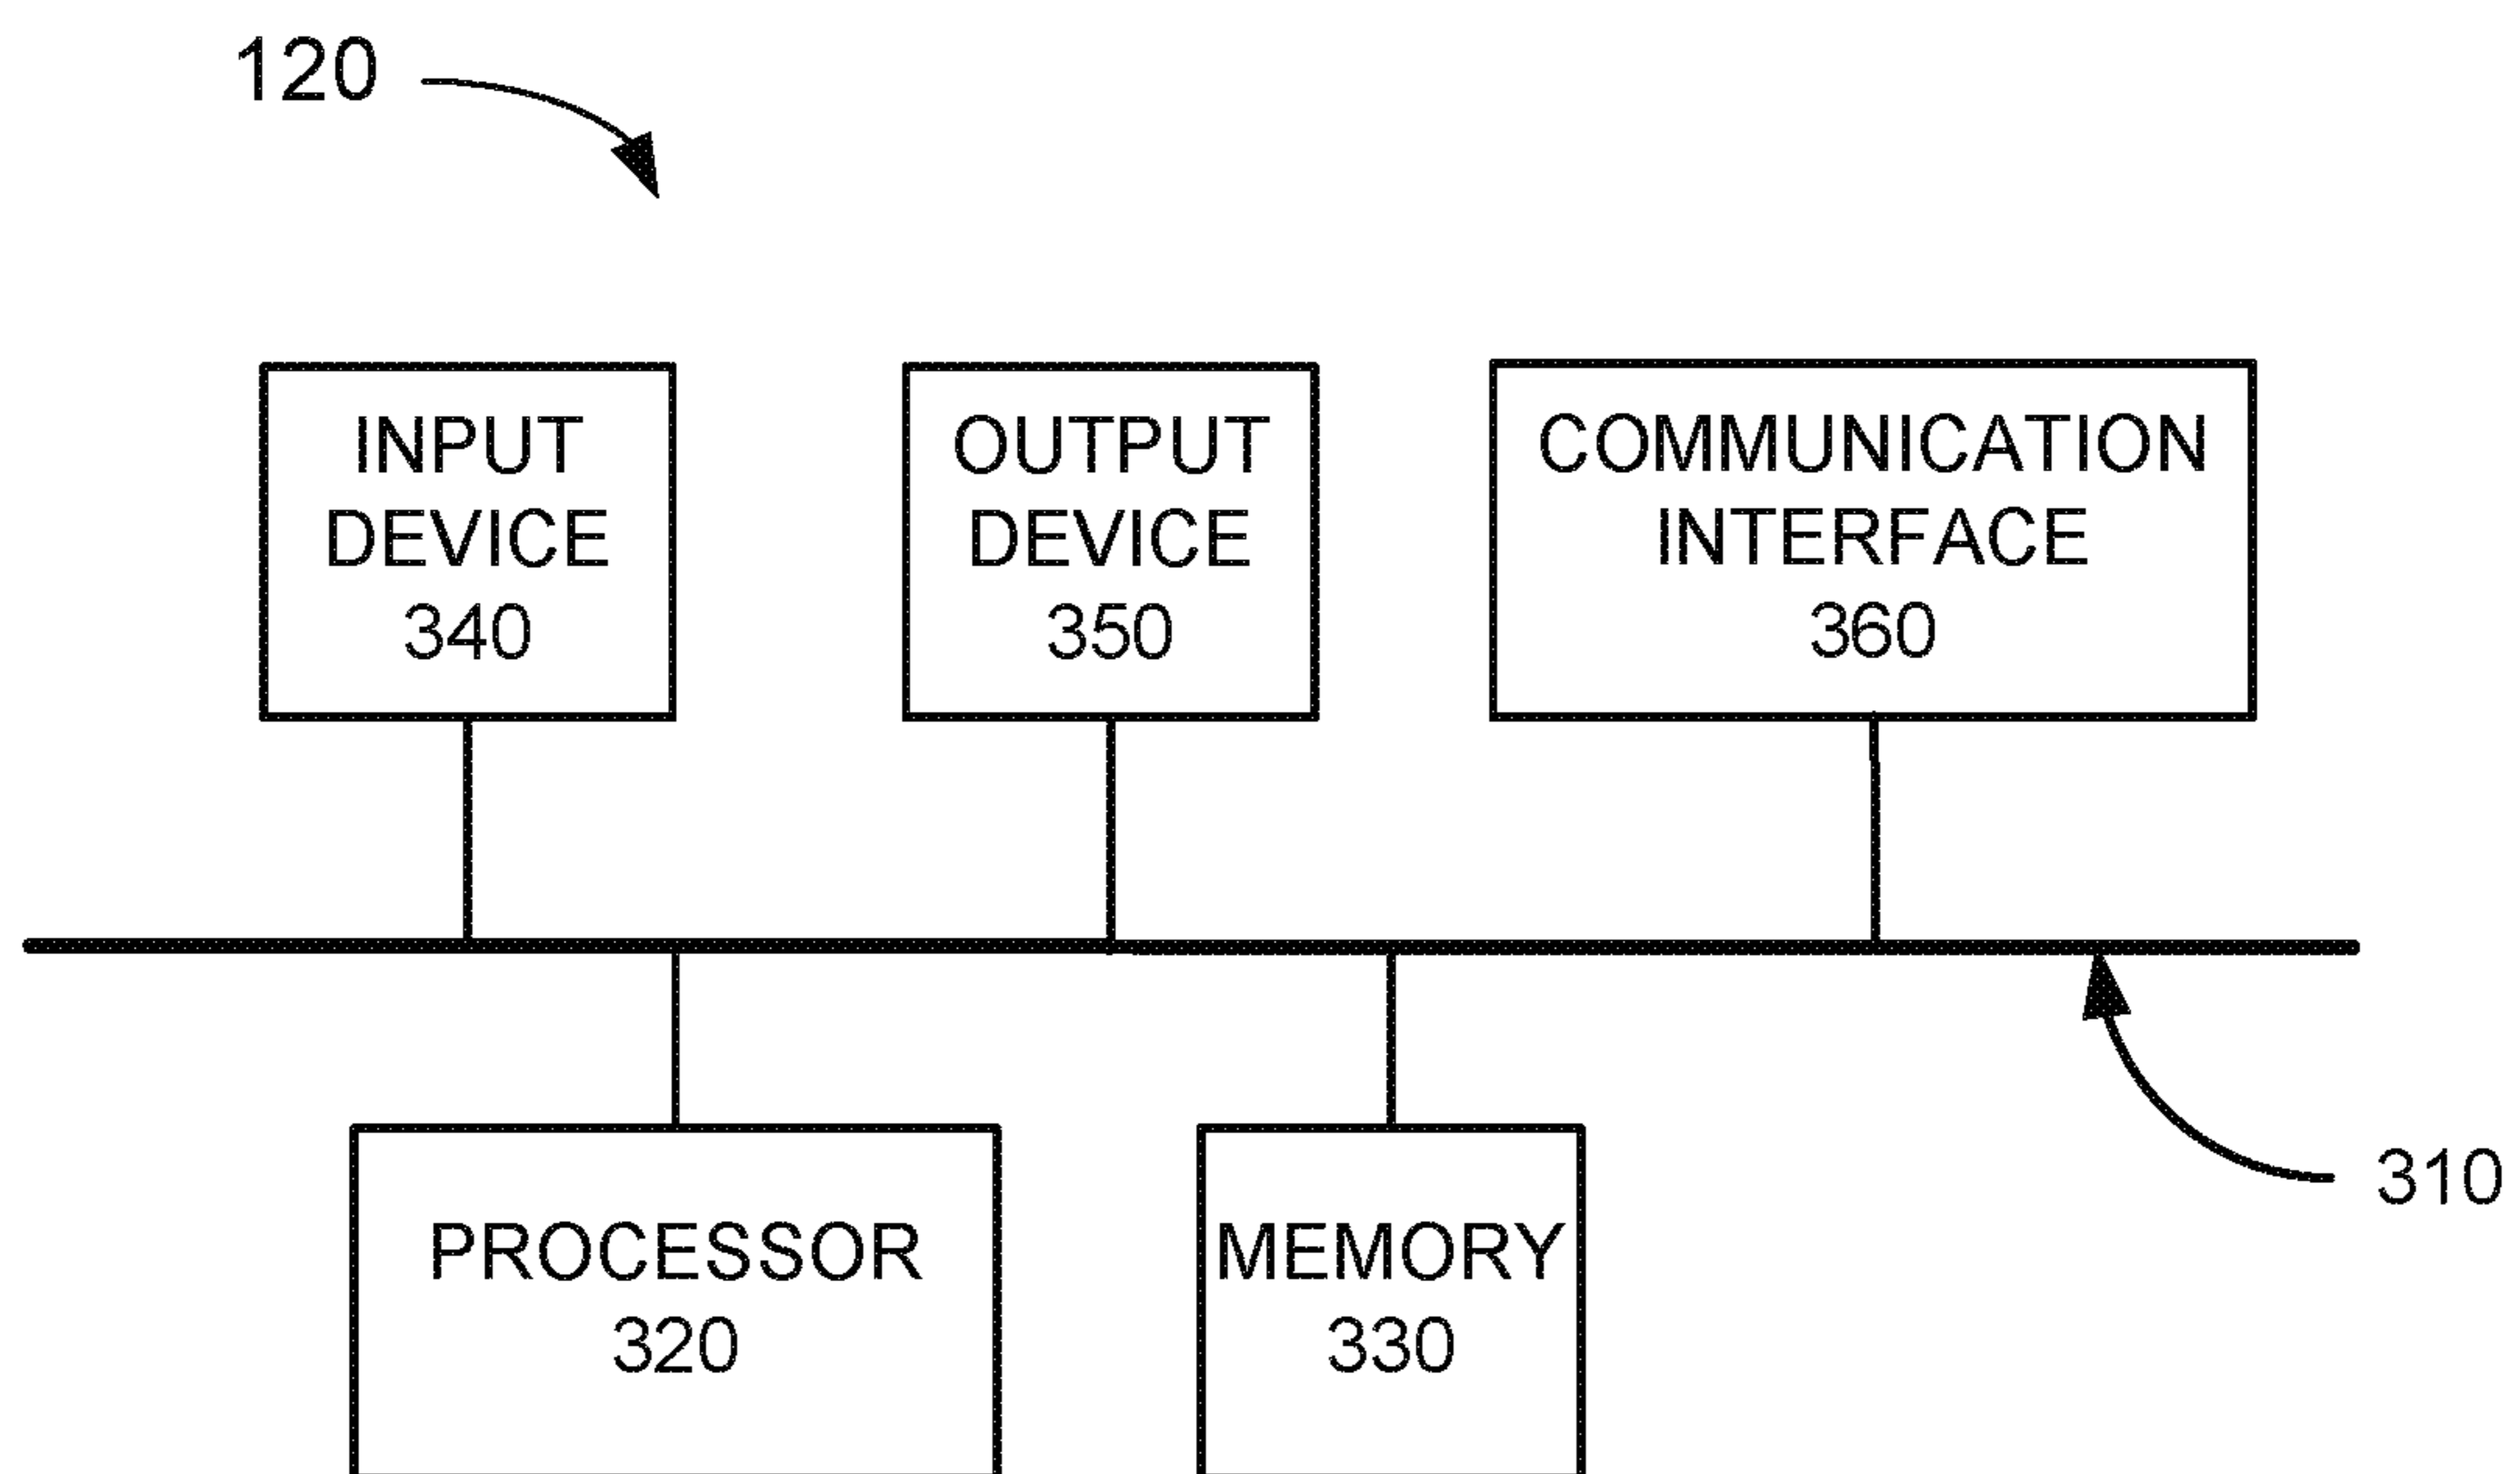 120
INPUT
DEVICE
340
OUTPUT
DEVICE
350
COMMUNICATION
INTERFACE
360
310
PROCESSOR
320
MEMORY
330